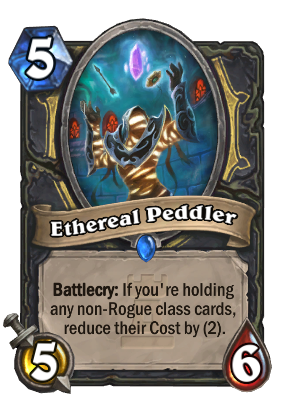 5
Ethereal Peddler
Battlecry: If you're holding
any non-Rogue class cards,
reduce their Cost by (2).
5
6